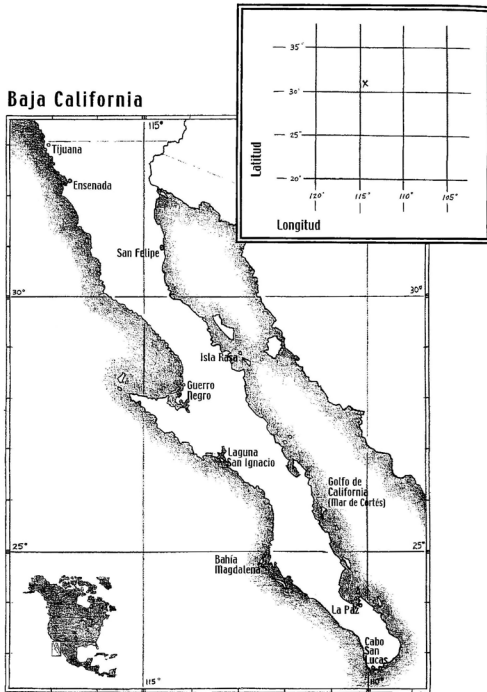 Baja California
35°
30°
25°
20°
120°
115°
110°
105°
Latitud
Longitud
x
115°
Tijuana
Ensenada
San Felipe
30°
30°
Isla Rasa
Guerro
Negro
Laguna
San Ignacio
Golfo de
California
(Mar de Cortés)
25°
25°
Bahía
Magdalena
La Paz
Cabo
San
Lucas
115°
110°